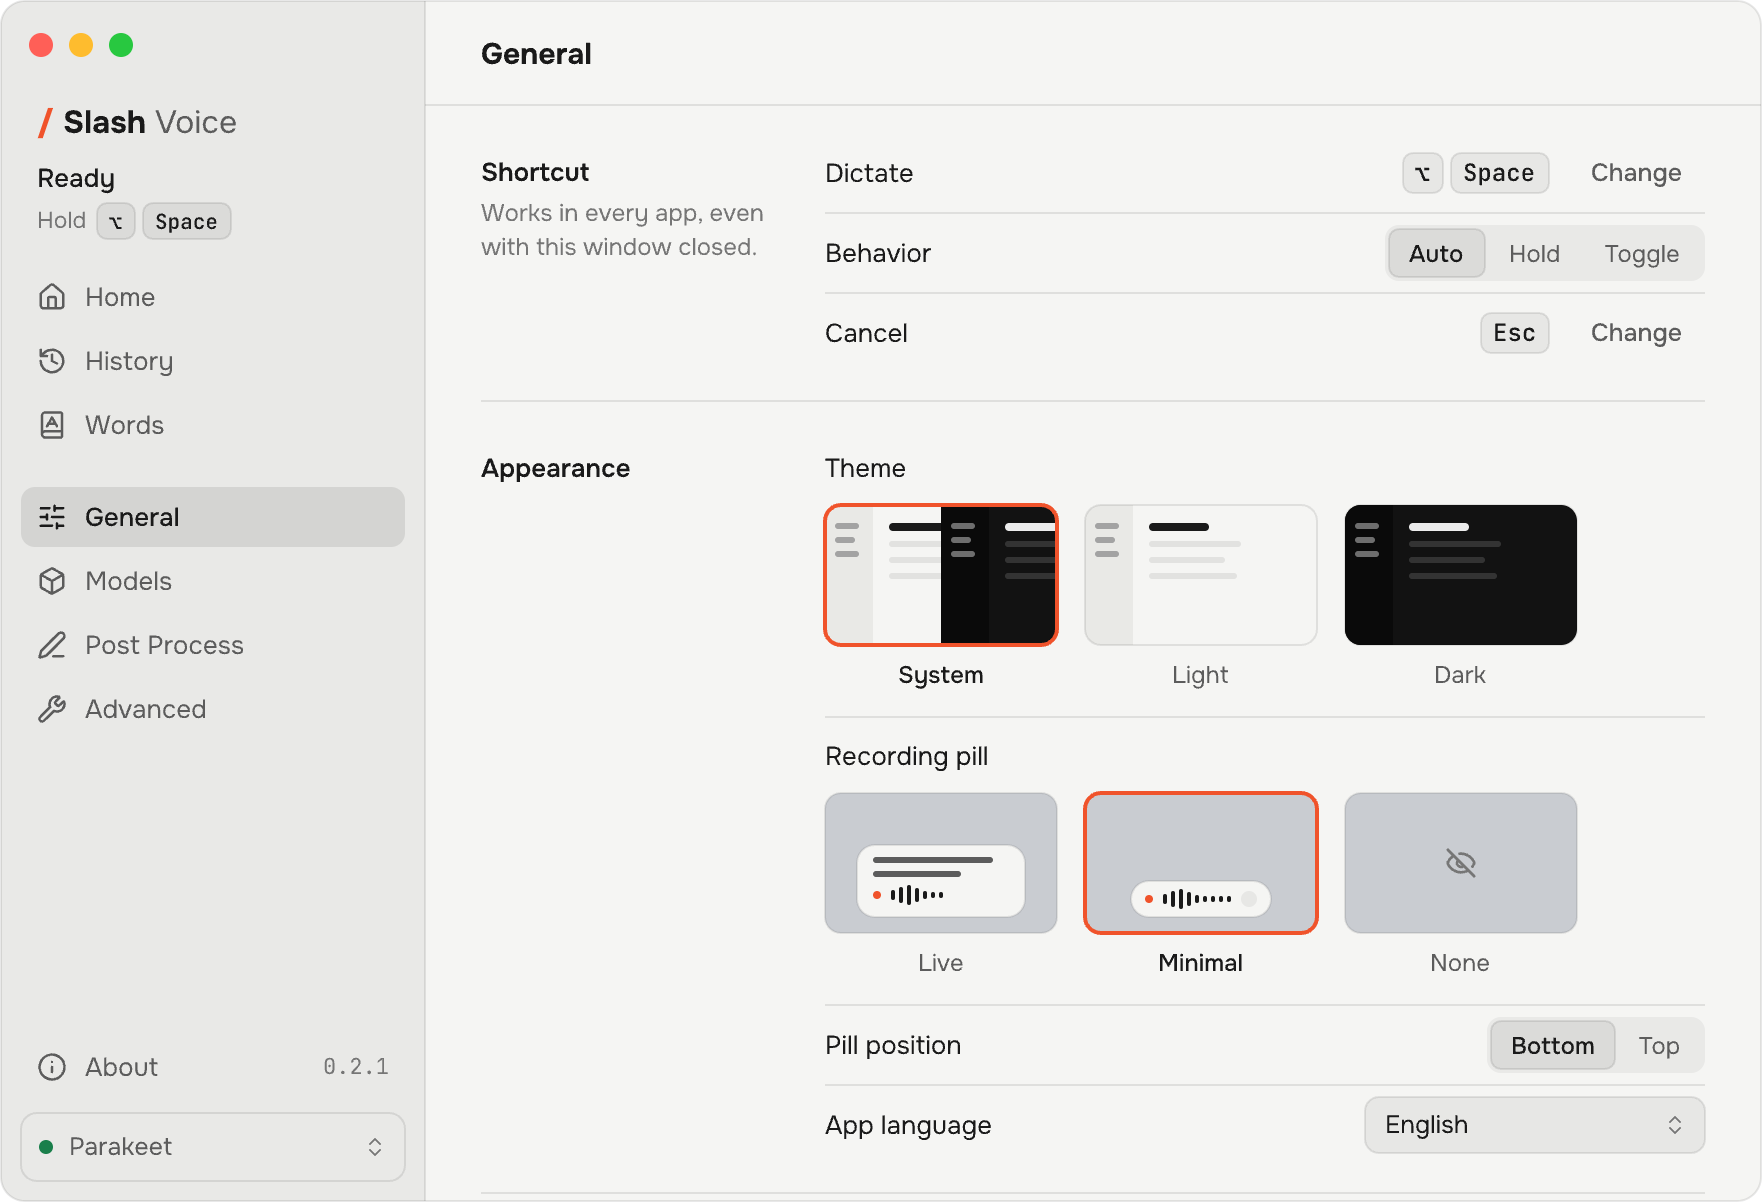 / Slash Voice
Ready
Hold ⌥ Space
Home
History
Words
General
Models
Post Process
Advanced
About 0.2.1
Parakeet
General
Shortcut
Works in every app, even
with this window closed.
Dictate ⌥ Space Change
Behavior Auto Hold Toggle
Cancel Esc Change
Appearance
Theme
System Light Dark
Recording pill
Live Minimal None
Pill position Bottom Top
App language English